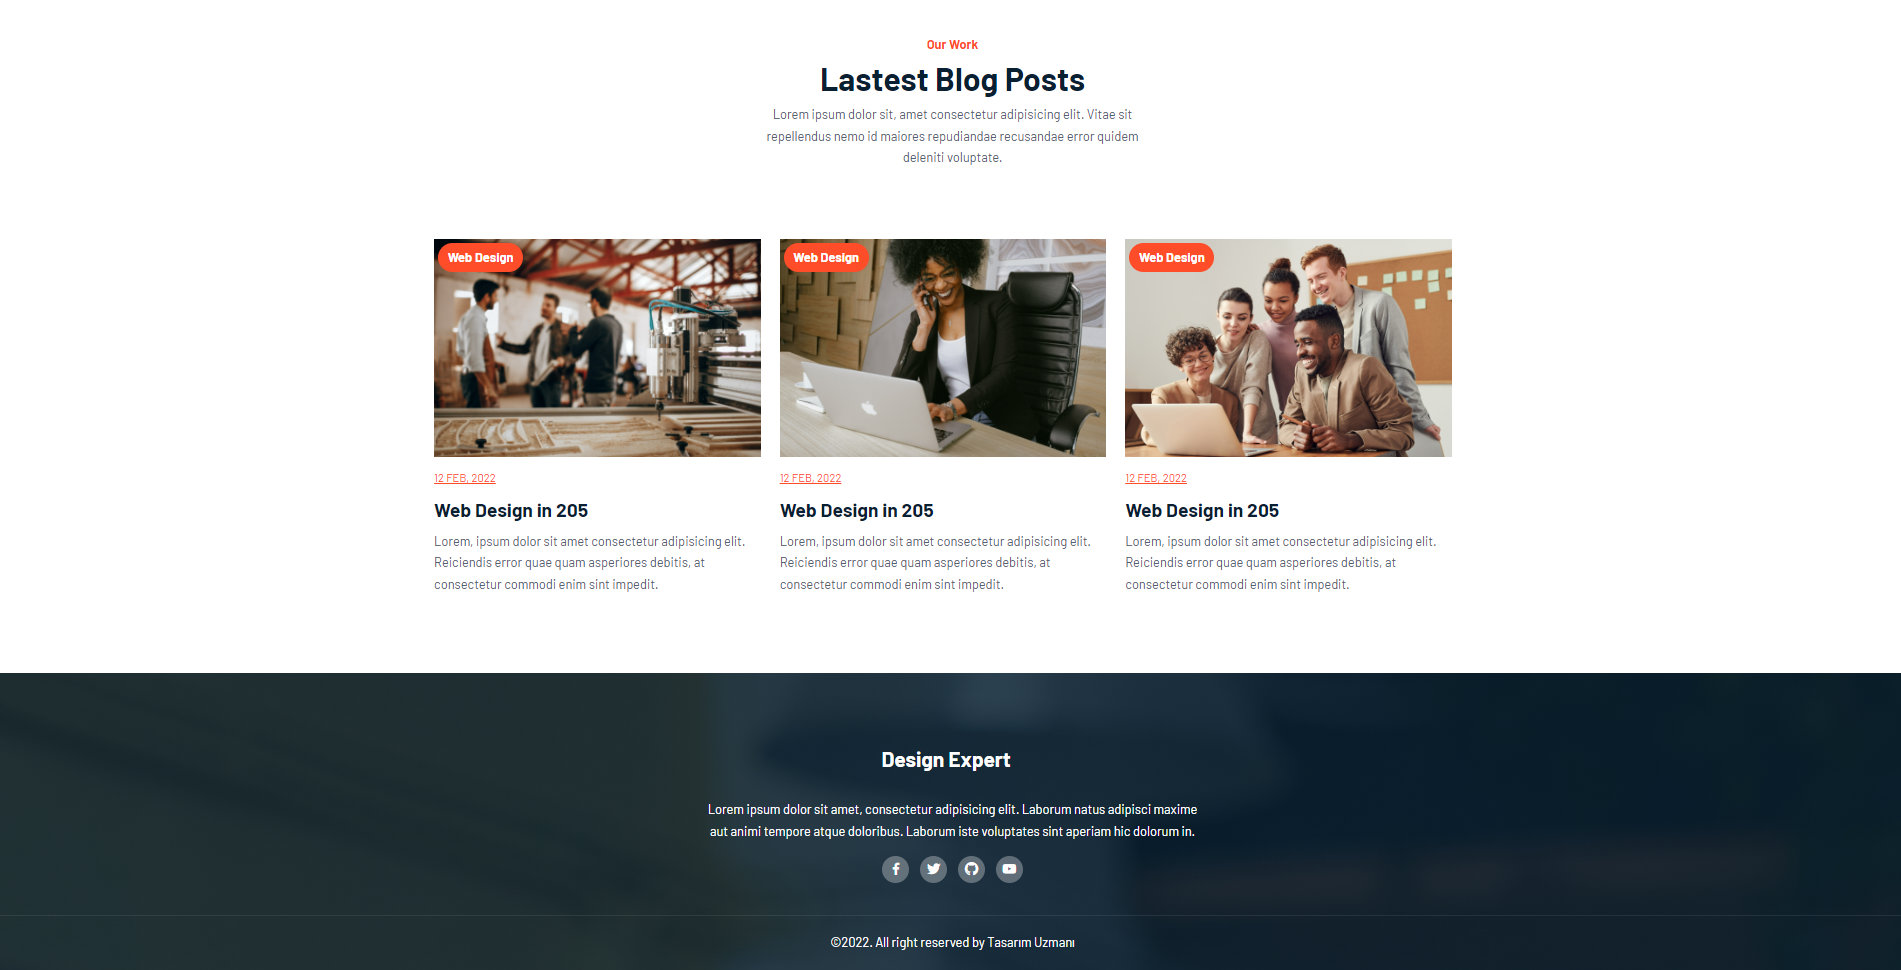 Our Work
Lastest Blog Posts
Lorem ipsum dolor sit, amet consectetur adipisicing elit. Vitae sit
repellendus nemo id maiores repudiandae recusandae error quidem
deleniti voluptate.
Web Design
12 FEB, 2022
Web Design in 205
Lorem, ipsum dolor sit amet consectetur adipisicing elit.
Reiciendis error quae quam asperiores debitis, at
consectetur commodi enim sint impedit.
Web Design
12 FEB, 2022
Web Design in 205
Lorem, ipsum dolor sit amet consectetur adipisicing elit.
Reiciendis error quae quam asperiores debitis, at
consectetur commodi enim sint impedit.
Web Design
12 FEB, 2022
Web Design in 205
Lorem, ipsum dolor sit amet consectetur adipisicing elit.
Reiciendis error quae quam asperiores debitis, at
consectetur commodi enim sint impedit.
Design Expert
Lorem ipsum dolor sit amet, consectetur adipisicing elit. Laborum natus adipisci maxime
aut animi tempore atque doloribus. Laborum iste voluptates sint aperiam hic dolorum in.
©2022. All right reserved by Tasarım Uzmanı